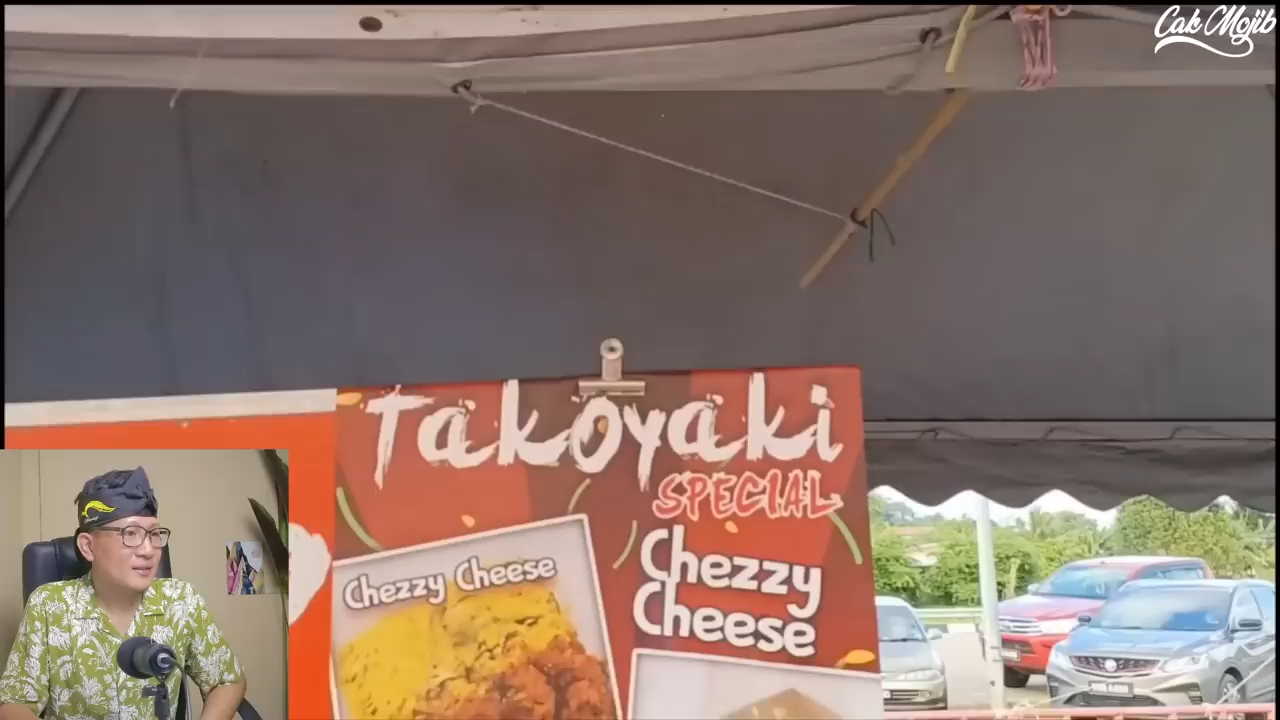 Cak Mojib
Takoyaki
SPECIAL
Chezzy Cheese
Chezzy
Cheese